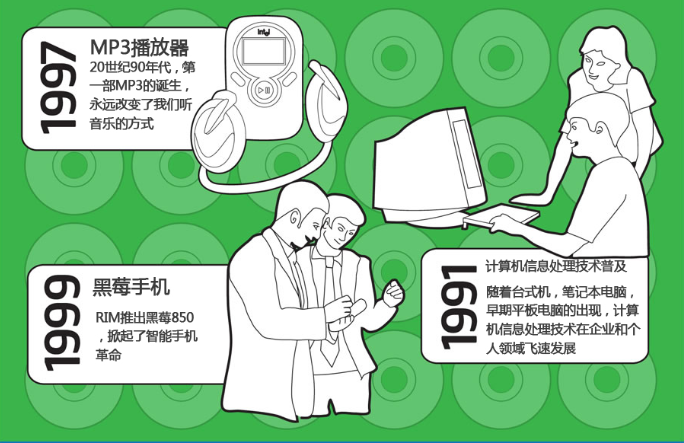 1997
MP3播放器
20世纪90年代，第
一部MP3的诞生，
永远改变了我们听
音乐的方式
intel
1999
黑莓手机
RIM推出黑莓850
，掀起了智能手机
革命
1991
计算机信息处理技术普及
随着台式机，笔记本电脑，
早期平板电脑的出现，计算
机信息处理技术在企业和个
人领域飞速发展